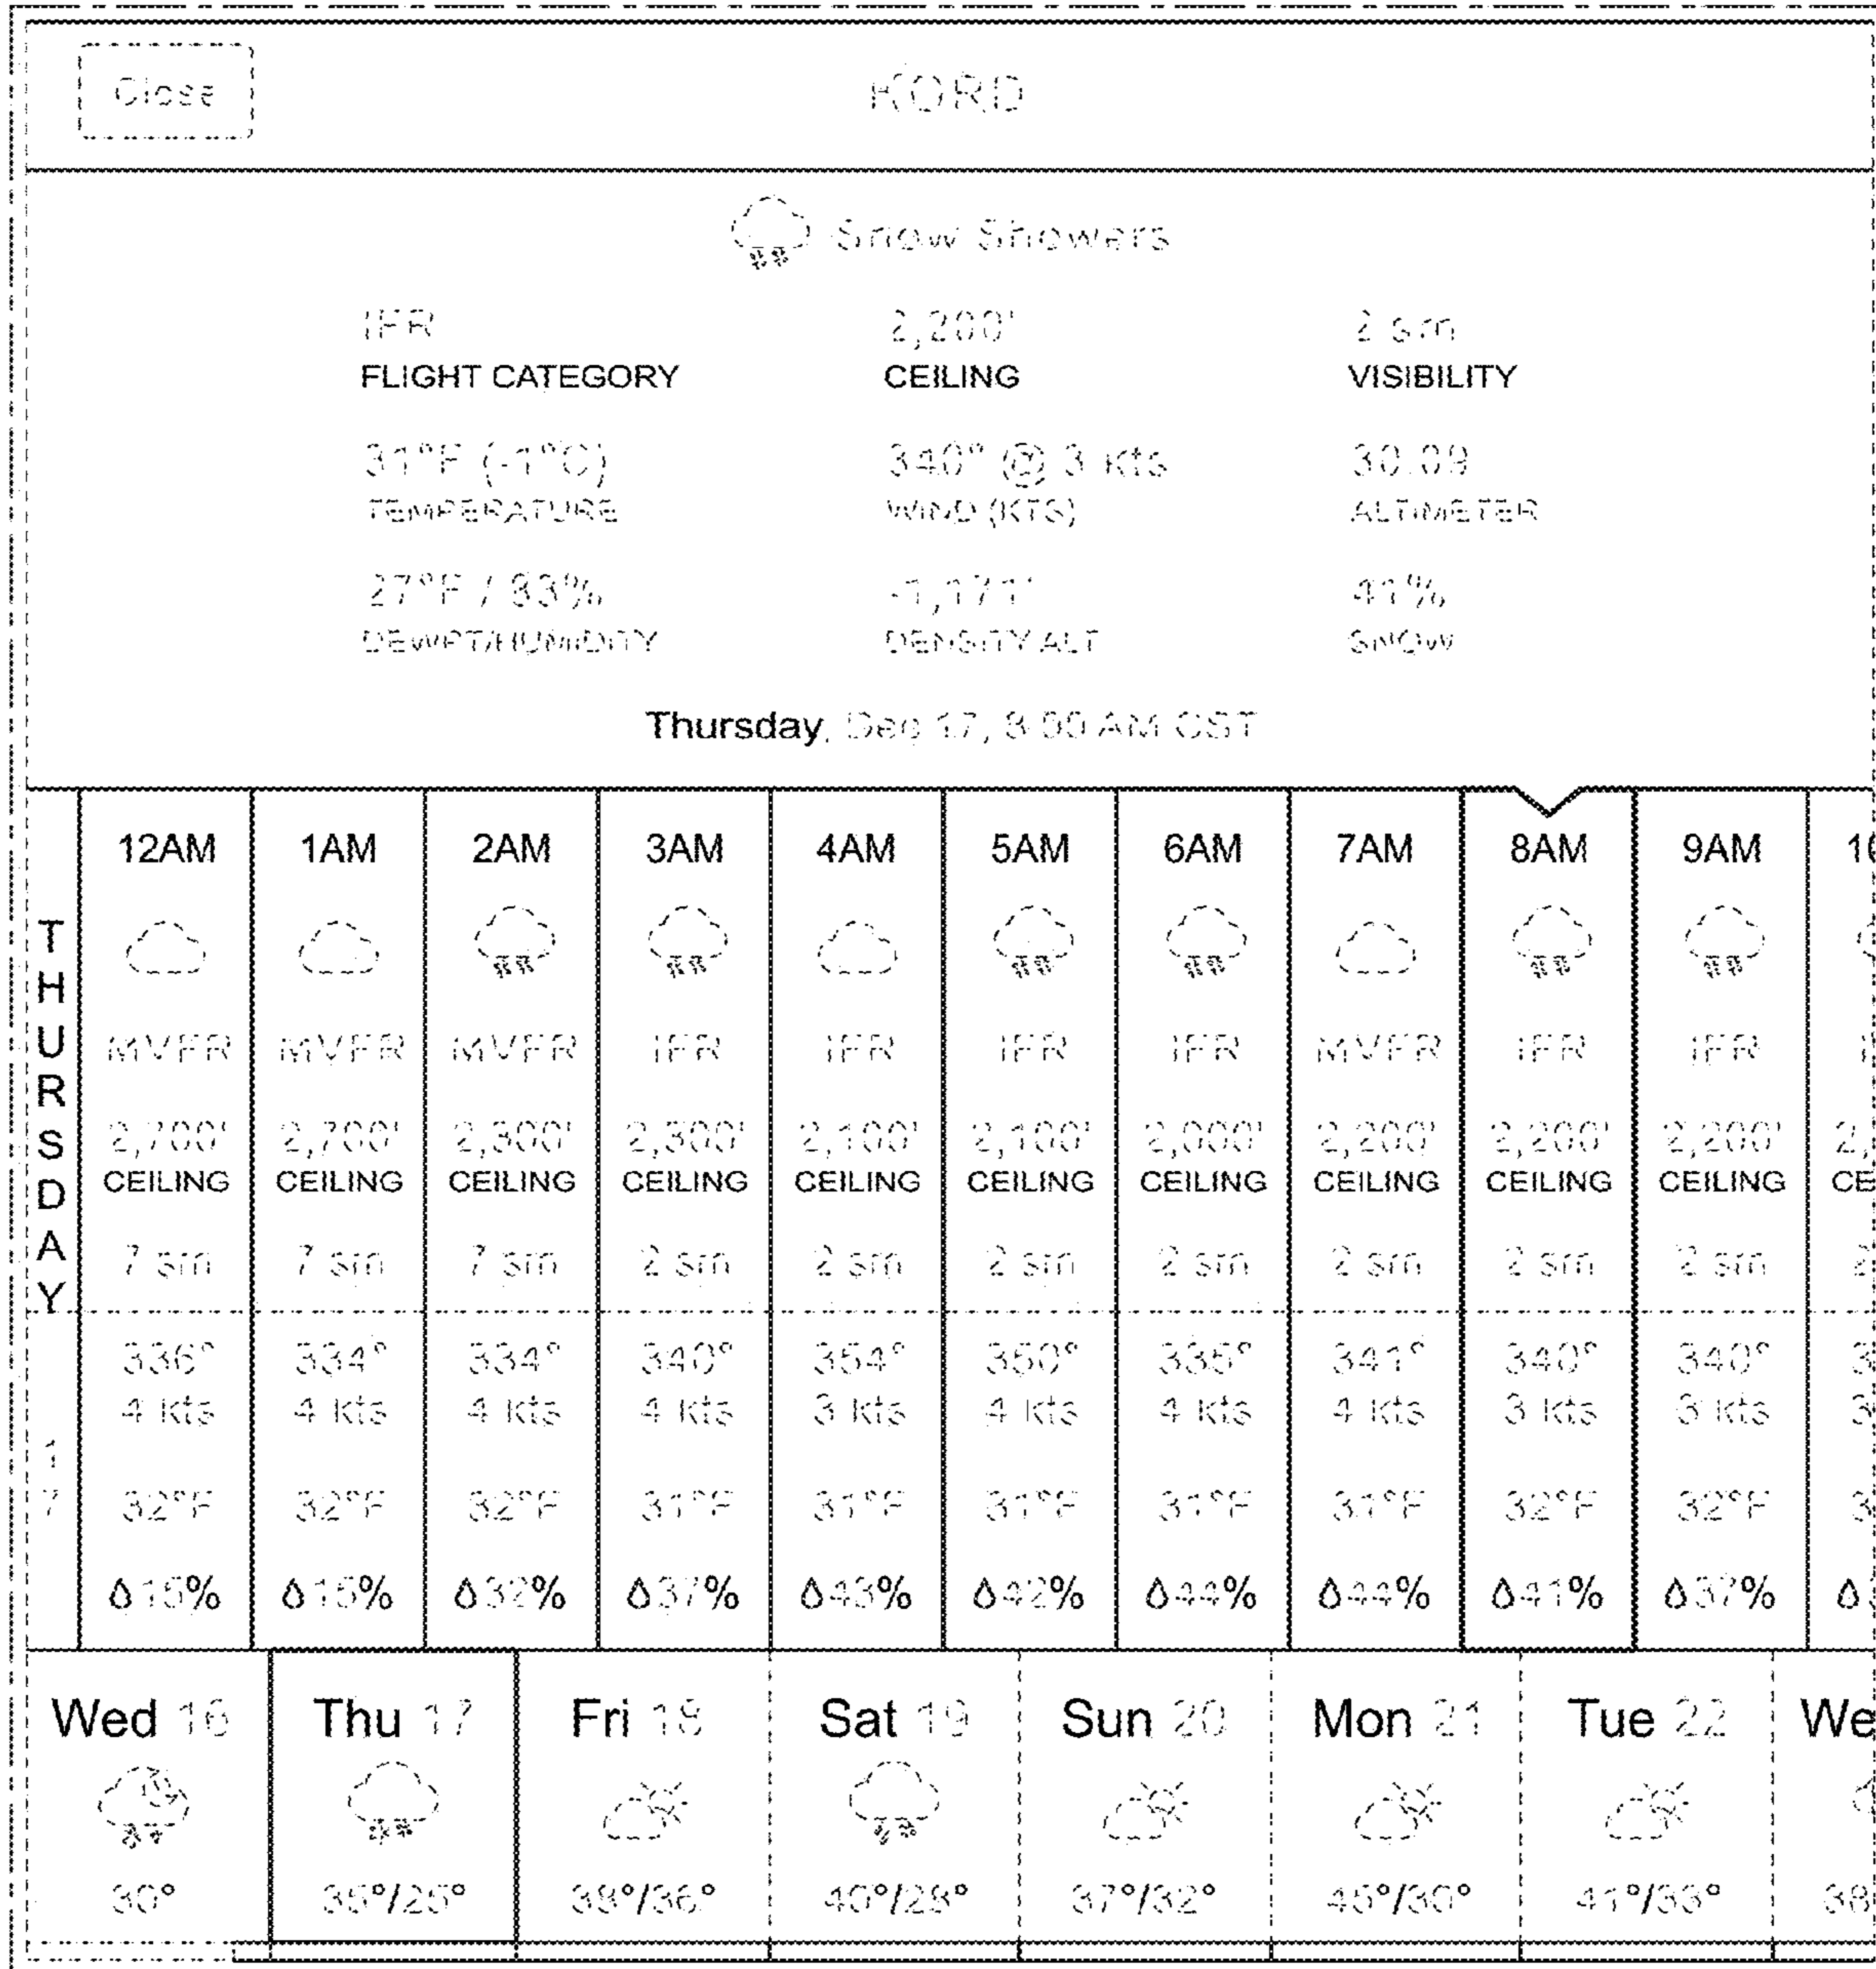 Close
KORD
Snow Showers
IFR 2,200' 2 sm
FLIGHT CATEGORY CEILING VISIBILITY
31°F (-1°C) 340° @ 3 kts 30.09
TEMPERATURE WIND (KTS) ALTIMETER
27°F / 83% -1,171' 41%
DEWPT/HUMIDITY DENSITY ALT SNOW
Thursday, Dec 17, AM CST
THURSDAY
17
12AM 1AM 2AM 3AM 4AM 5AM 6AM 7AM 8AM 9AM
MVFR MVFR MVFR IFR IFR IFR IFR MVFR IFR IFR
2,700' 2,700' 2,300' 2,300' 2,100' 2,100' 2,000' 2,200' 2,200' 2,200'
CEILING CEILING CEILING CEILING CEILING CEILING CEILING CEILING CEILING CEILING CE
7 sm 7 sm 7 sm 2 sm 2 sm 2 sm 2 sm 2 sm 2 sm 2 sm
336° 334° 334° 340° 354° 350° 335° 341° 340° 340°
4 kts 4 kts 4 kts 4 kts 3 kts 4 kts 4 kts 4 kts 3 kts 3 kts
32°F 32°F 32°F 31°F 31°F 31°F 31°F 31°F 32°F 32°F
15% 15% 32% 37% 43% 42% 44% 44% 41% 37%
Wed 16 Thu 17 Fri 18 Sat 19 Sun 20 Mon 21 Tue 22 We
30° 35°/25° 38°/36° 40°/28° 37°/32° 45°/30° 41°/33° 38